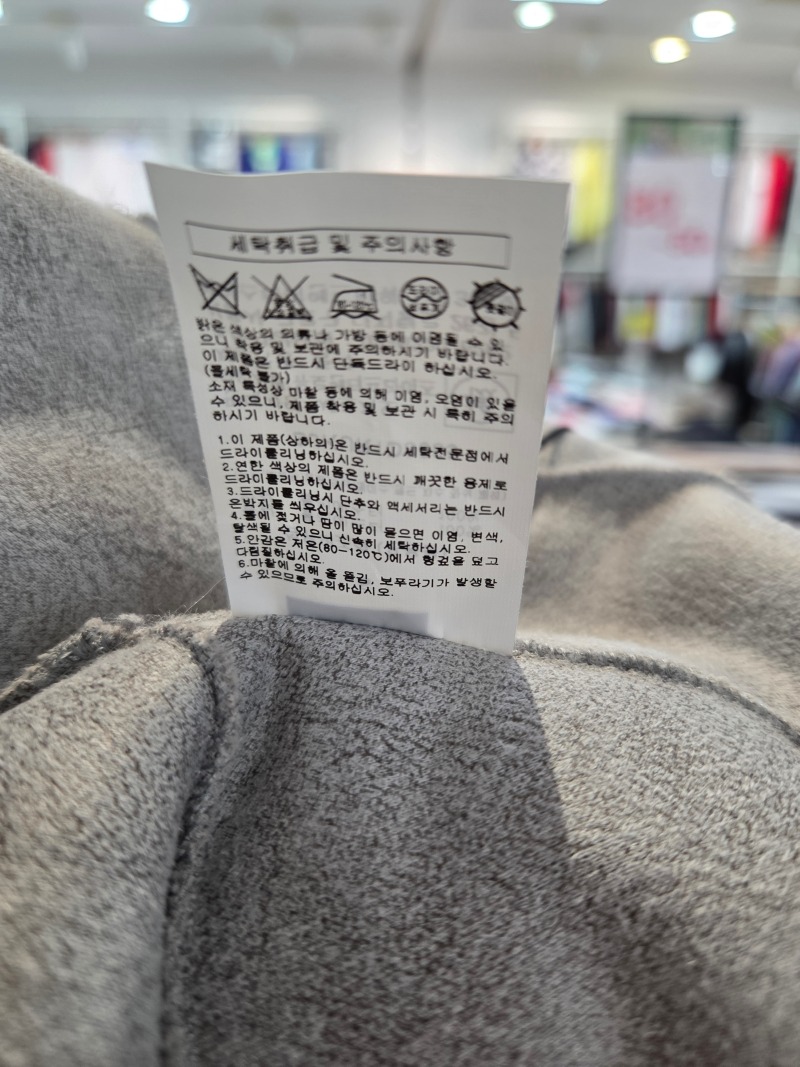 세탁취급 및 주의사항
80~120℃
드라이
밝은 색상의 의류나 가방 등에 이염될 수 있
으니 착용 및 보관에 주의하시기 바랍니다.
이 제품은 반드시 단독드라이 하십시오.
(물세탁 불가)
소재 특성상 마찰 등에 의해 이염, 오염이 있을
수 있으니, 제품 착용 및 보관 시 특히 주의
하시기 바랍니다.
1.이 제품(상하의)은 반드시 세탁전문점에서
드라이클리닝하십시오.
2.연한 색상의 제품은 반드시 깨끗한 용제로
드라이클리닝하십시오.
3.드라이클리닝시 단추와 액세서리는 반드시
은박지를 씌우십시오.
4.물에 젖거나 땀이 많이 묻으면 이염, 변색,
탈색될 수 있으니 신속히 세탁하십시오.
5.안감은 저온(80-120℃)에서 헝겊을 덮고
다림질하십시오.
6.마찰에 의해 올 뜯김, 보푸라기가 발생할
수 있으므로 주의하십시오.